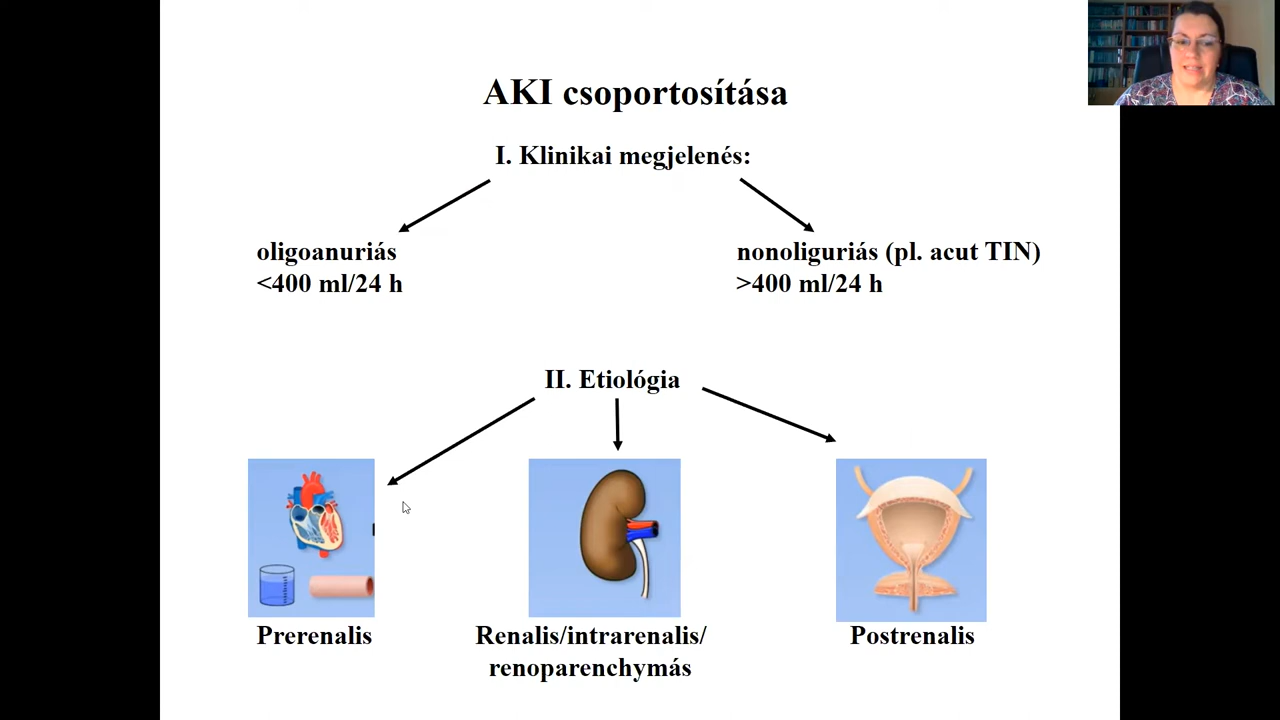 AKI csoportosítása
I. Klinikai megjelenés:
oligoanuriás
<400 ml/24 h
nonoliguriás (pl. acut TIN)
>400 ml/24 h
II. Etiológia
Prerenalis
Renalis/intrarenalis/
renoparenchymás
Postrenalis